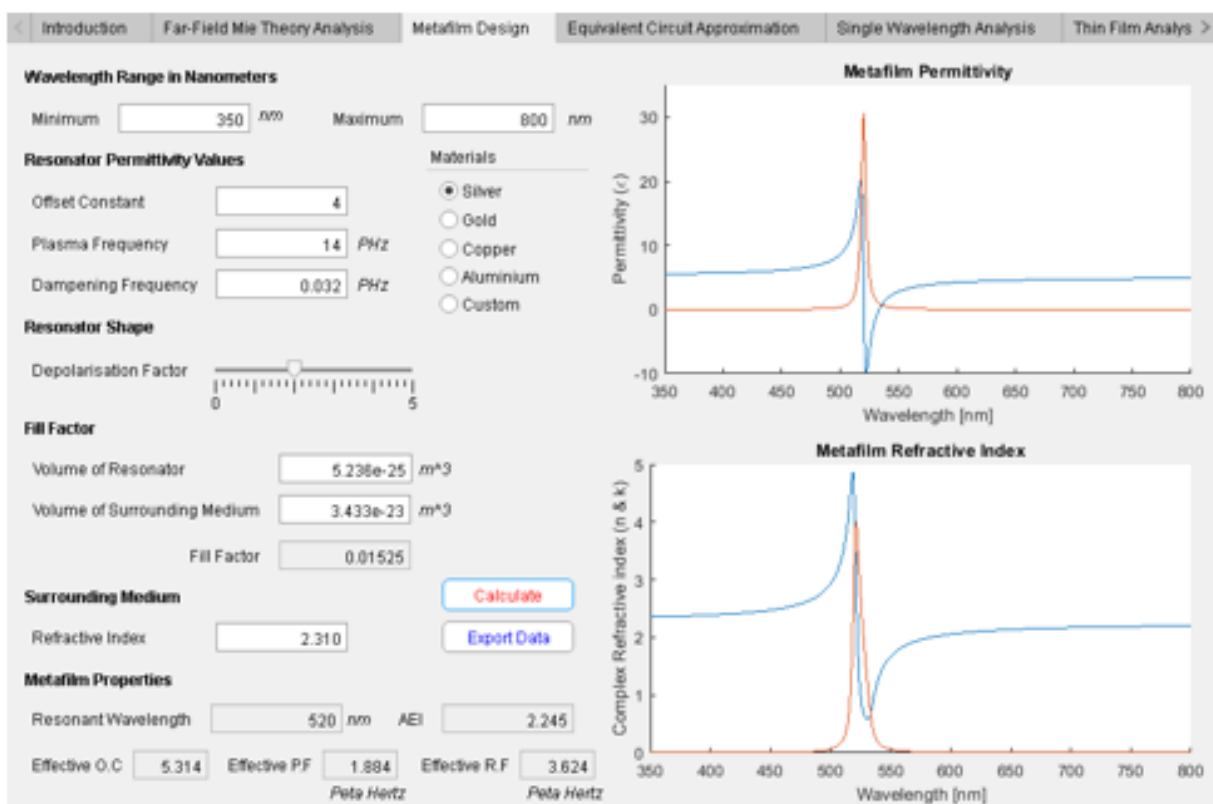 < Introduction Far-Field Mie Theory Analysis Metafilm Design Equivalent Circuit Approximation Single Wavelength Analysis Thin Film Analys >
Wavelength Range in Nanometers
Minimum 350 nm Maximum 800 nm
Resonator Permittivity Values
Offset Constant 4
Plasma Frequency 14 PHz
Dampening Frequency 0.032 PHz
Materials
Silver
Gold
Copper
Aluminium
Custom
Resonator Shape
Depolarisation Factor
0 5
Fill Factor
Volume of Resonator 5.236e-25 m^3
Volume of Surrounding Medium 3.433e-23 m^3
Fill Factor 0.01525
Surrounding Medium
Refractive Index 2.310
Calculate
Export Data
Metafilm Properties
Resonant Wavelength 520 nm AEI 2.245
Effective O.C 5.314 Effective P.F 1.884 Effective R.F 3.624
Peta Hertz Peta Hertz
Metafilm Permittivity
Permittivity (ϵ)
30
20
10
0
-10
350 400 450 500 550 600 650 700 750 800
Wavelength [nm]
Metafilm Refractive Index
Complex Refractive index (n & k)
5
4
3
2
1
0
350 400 450 500 550 600 650 700 750 800
Wavelength [nm]